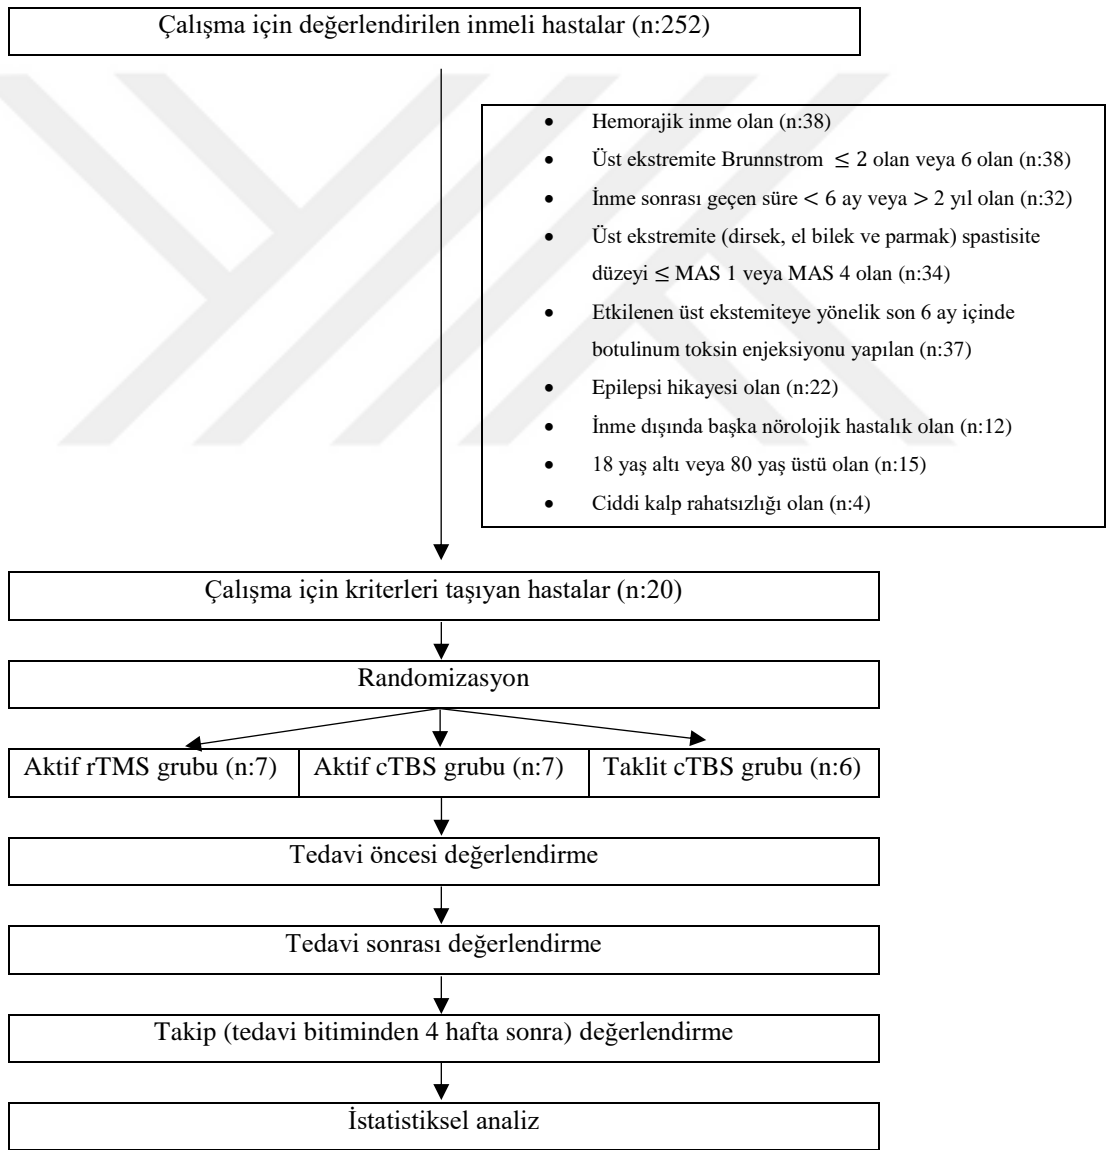 Çalışma için değerlendirilen inmeli hastalar (n:252)
• Hemorajik inme olan (n:38)
• Üst ekstremite Brunnstrom ≤ 2 olan veya 6 olan (n:38)
• İnme sonrası geçen süre < 6 ay veya > 2 yıl olan (n:32)
• Üst ekstremite (dirsek, el bilek ve parmak) spastisite
düzeyi ≤ MAS 1 veya MAS 4 olan (n:34)
• Etkilenen üst ekstemiteye yönelik son 6 ay içinde
botulinum toksin enjeksiyonu yapılan (n:37)
• Epilepsi hikayesi olan (n:22)
• İnme dışında başka nörolojik hastalık olan (n:12)
• 18 yaş altı veya 80 yaş üstü olan (n:15)
• Ciddi kalp rahatsızlığı olan (n:4)
Çalışma için kriterleri taşıyan hastalar (n:20)
Randomizasyon
Aktif rTMS grubu (n:7) Aktif cTBS grubu (n:7) Taklit cTBS grubu (n:6)
Tedavi öncesi değerlendirme
Tedavi sonrası değerlendirme
Takip (tedavi bitiminden 4 hafta sonra) değerlendirme
İstatistiksel analiz